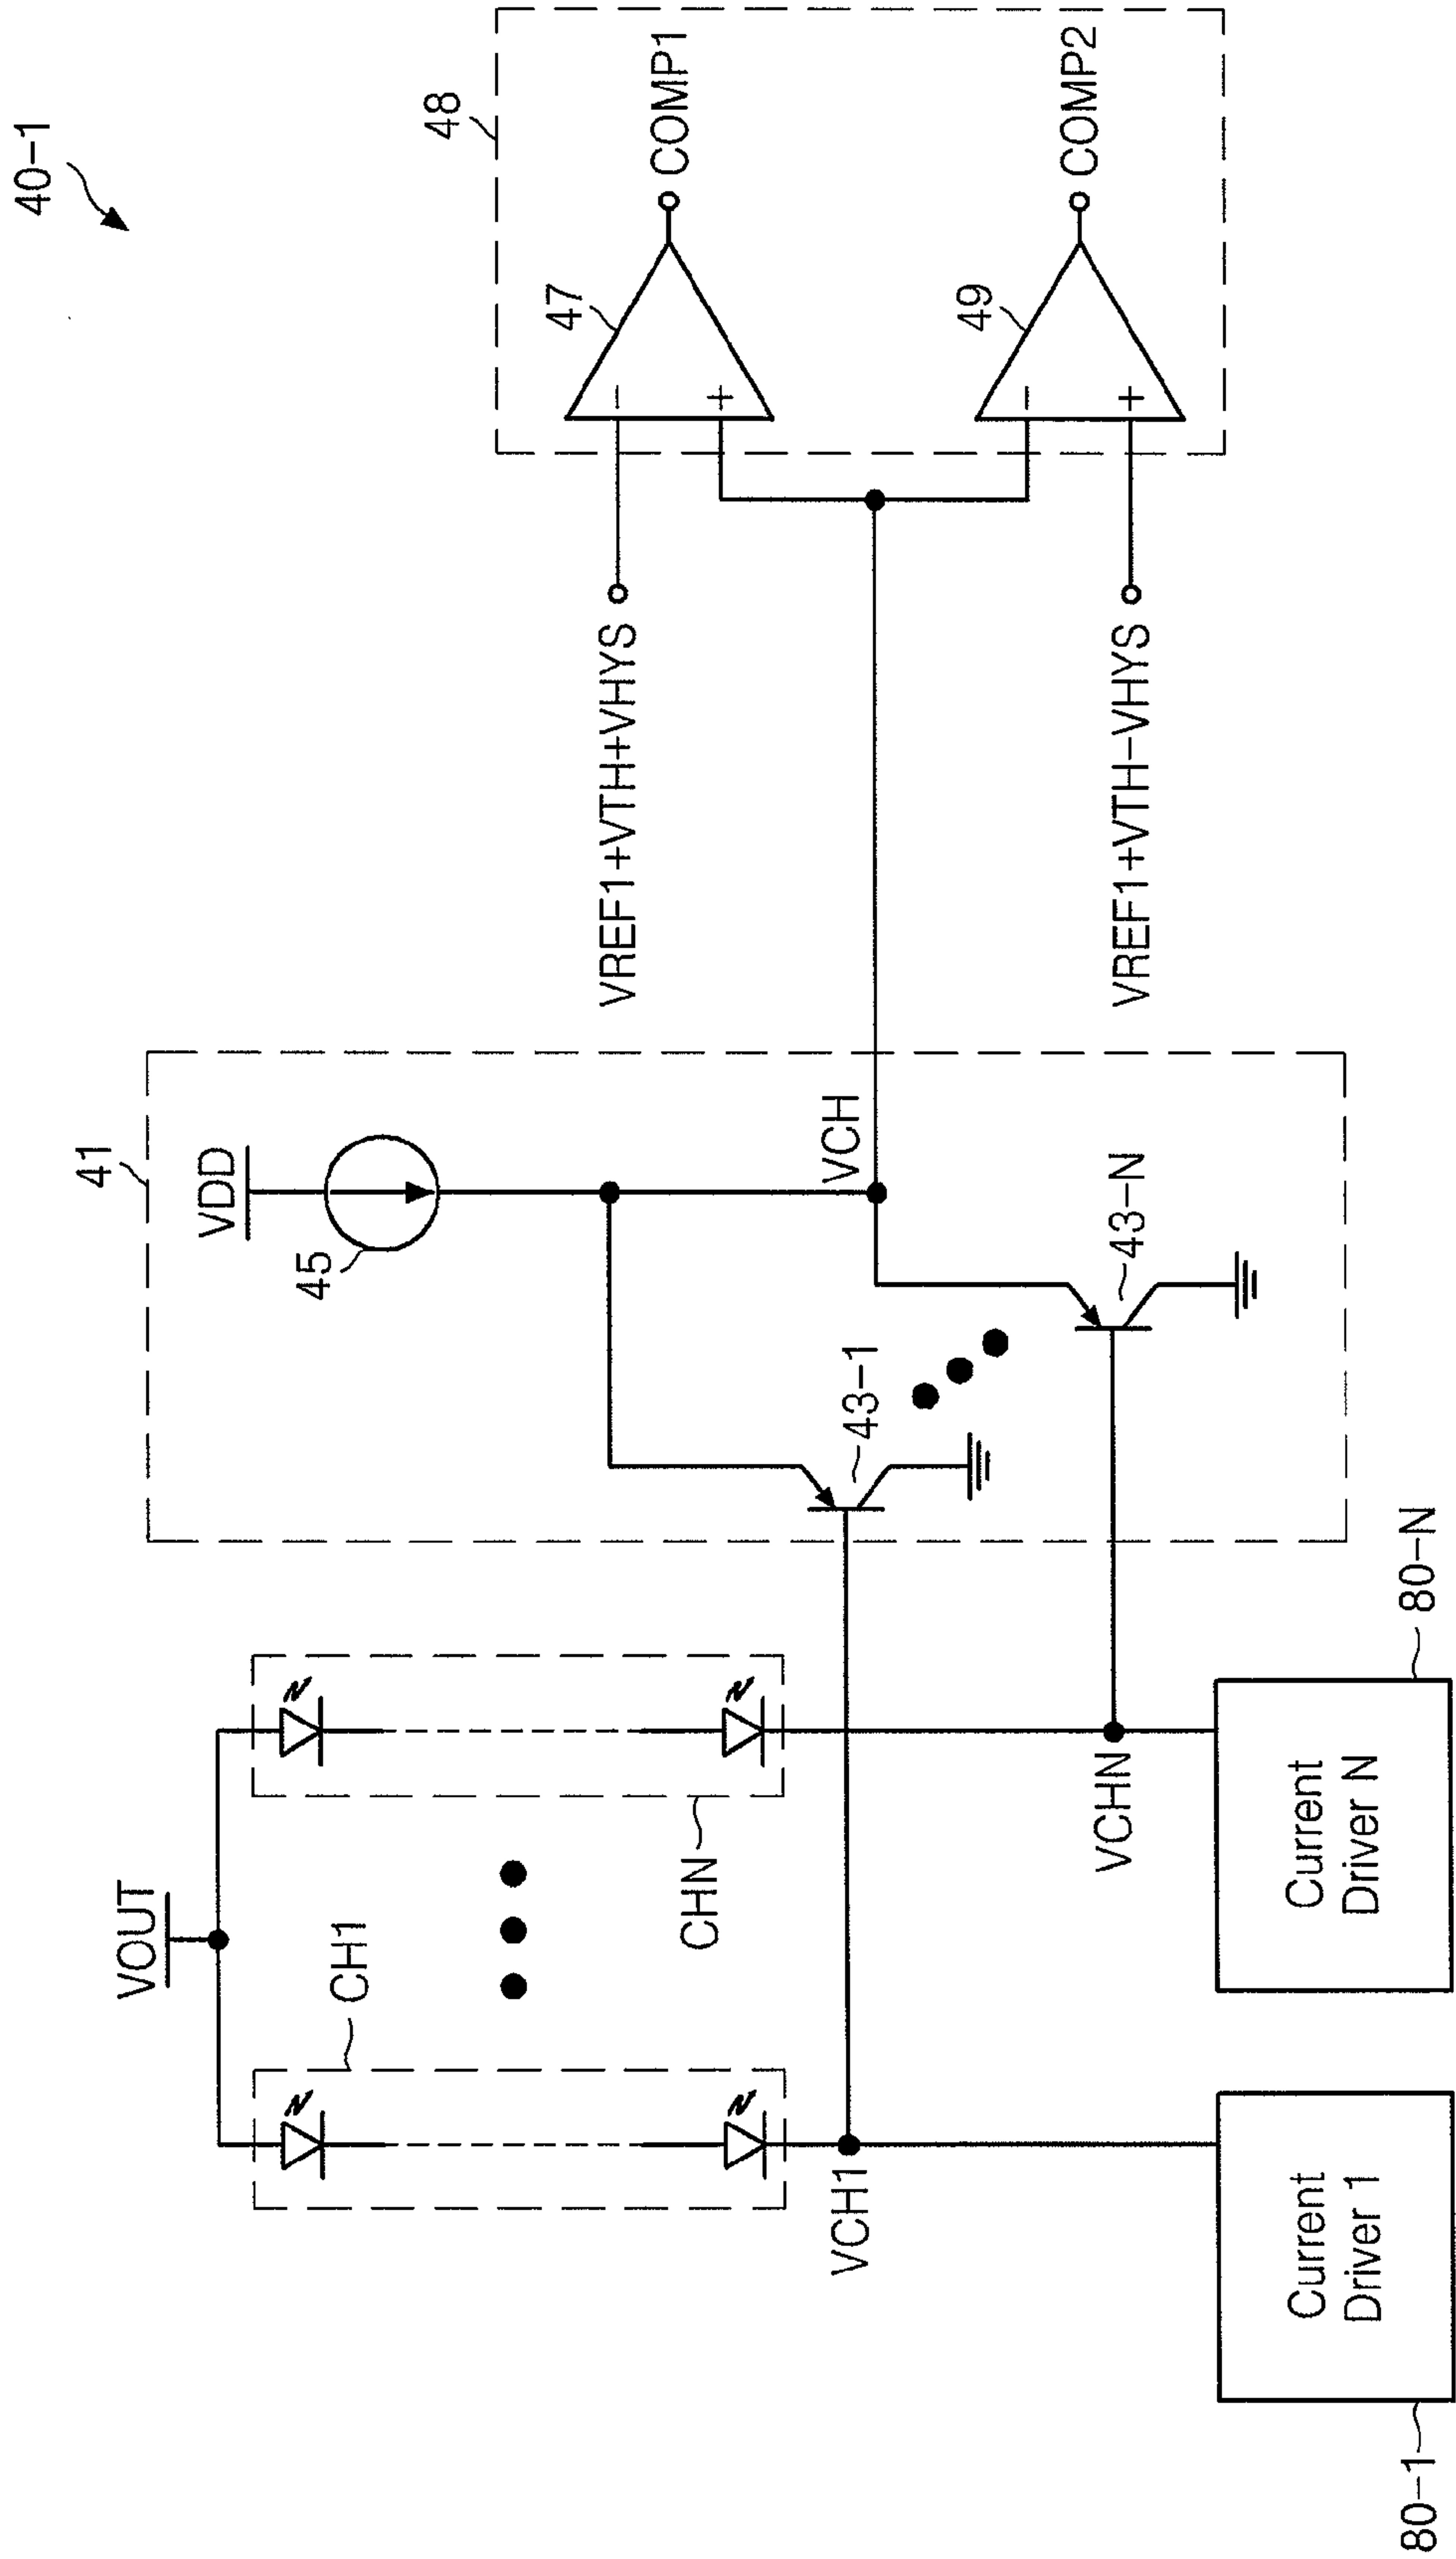 40-1
48
47
COMP1
49
COMP2
VREF1+VTH+VHYS
VREF1+VTH-VHYS
41
VDD
45
VCH
43-1
43-N
VOUT
CH1
CHN
VCH1
VCHN
Current
Driver 1
Current
Driver N
80-1
80-N